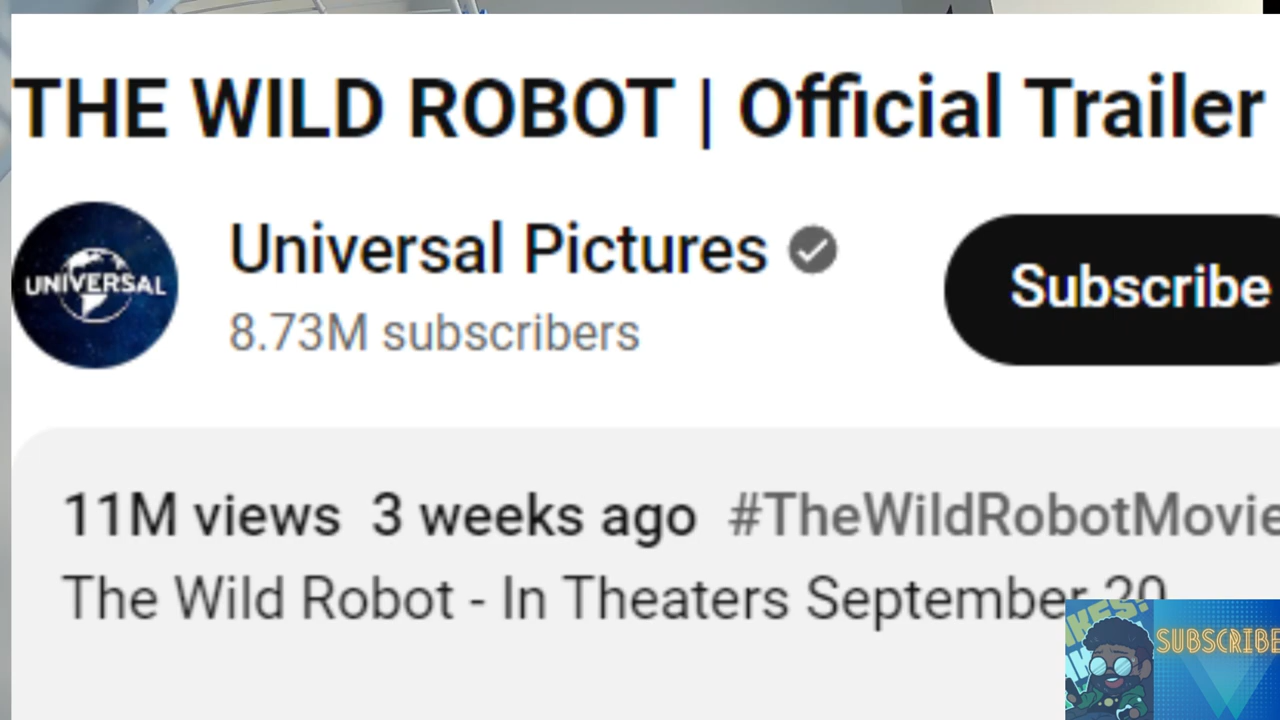 THE WILD ROBOT | Official Trailer
UNIVERSAL
Universal Pictures
8.73M subscribers
Subscribe
11M views 3 weeks ago #TheWildRobotMovie
The Wild Robot - In Theaters September 20
SUBSCRIBE